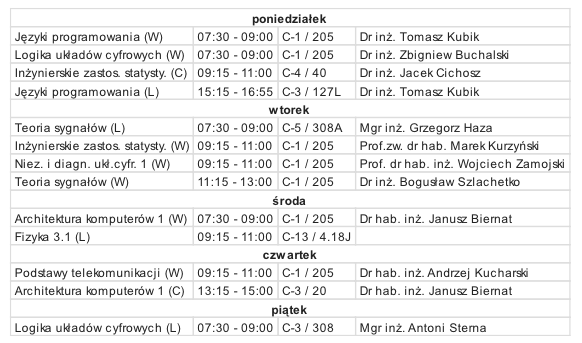 poniedziałek
Języki programowania (W) 07:30 - 09:00 C-1 / 205 Dr inż. Tomasz Kubik
Logika układów cyfrowych (W) 07:30 - 09:00 C-1 / 205 Dr inż. Zbigniew Buchalski
Inżynierskie zastos. statysty. (C) 09:15 - 11:00 C-4 / 40 Dr inż. Jacek Cichosz
Języki programowania (L) 15:15 - 16:55 C-3 / 127L Dr inż. Tomasz Kubik
wtorek
Teoria sygnałów (L) 07:30 - 09:00 C-5 / 308A Mgr inż. Grzegorz Haza
Inżynierskie zastos. statysty. (W) 09:15 - 11:00 C-1 / 205 Prof.zw. dr hab. Marek Kurzyński
Niez. i diagn. ukł.cyfr. 1 (W) 09:15 - 11:00 C-1 / 205 Prof. dr hab. inż. Wojciech Zamojski
Teoria sygnałów (W) 11:15 - 13:00 C-1 / 205 Dr inż. Bogusław Szlachetko
środa
Architektura komputerów 1 (W) 07:30 - 09:00 C-1 / 205 Dr hab. inż. Janusz Biernat
Fizyka 3.1 (L) 09:15 - 11:00 C-13 / 4.18J
czwartek
Podstawy telekomunikacji (W) 09:15 - 11:00 C-1 / 205 Dr hab. inż. Andrzej Kucharski
Architektura komputerów 1 (C) 13:15 - 15:00 C-3 / 20 Dr hab. inż. Janusz Biernat
piątek
Logika układów cyfrowych (L) 07:30 - 09:00 C-3 / 308 Mgr inż. Antoni Sterna